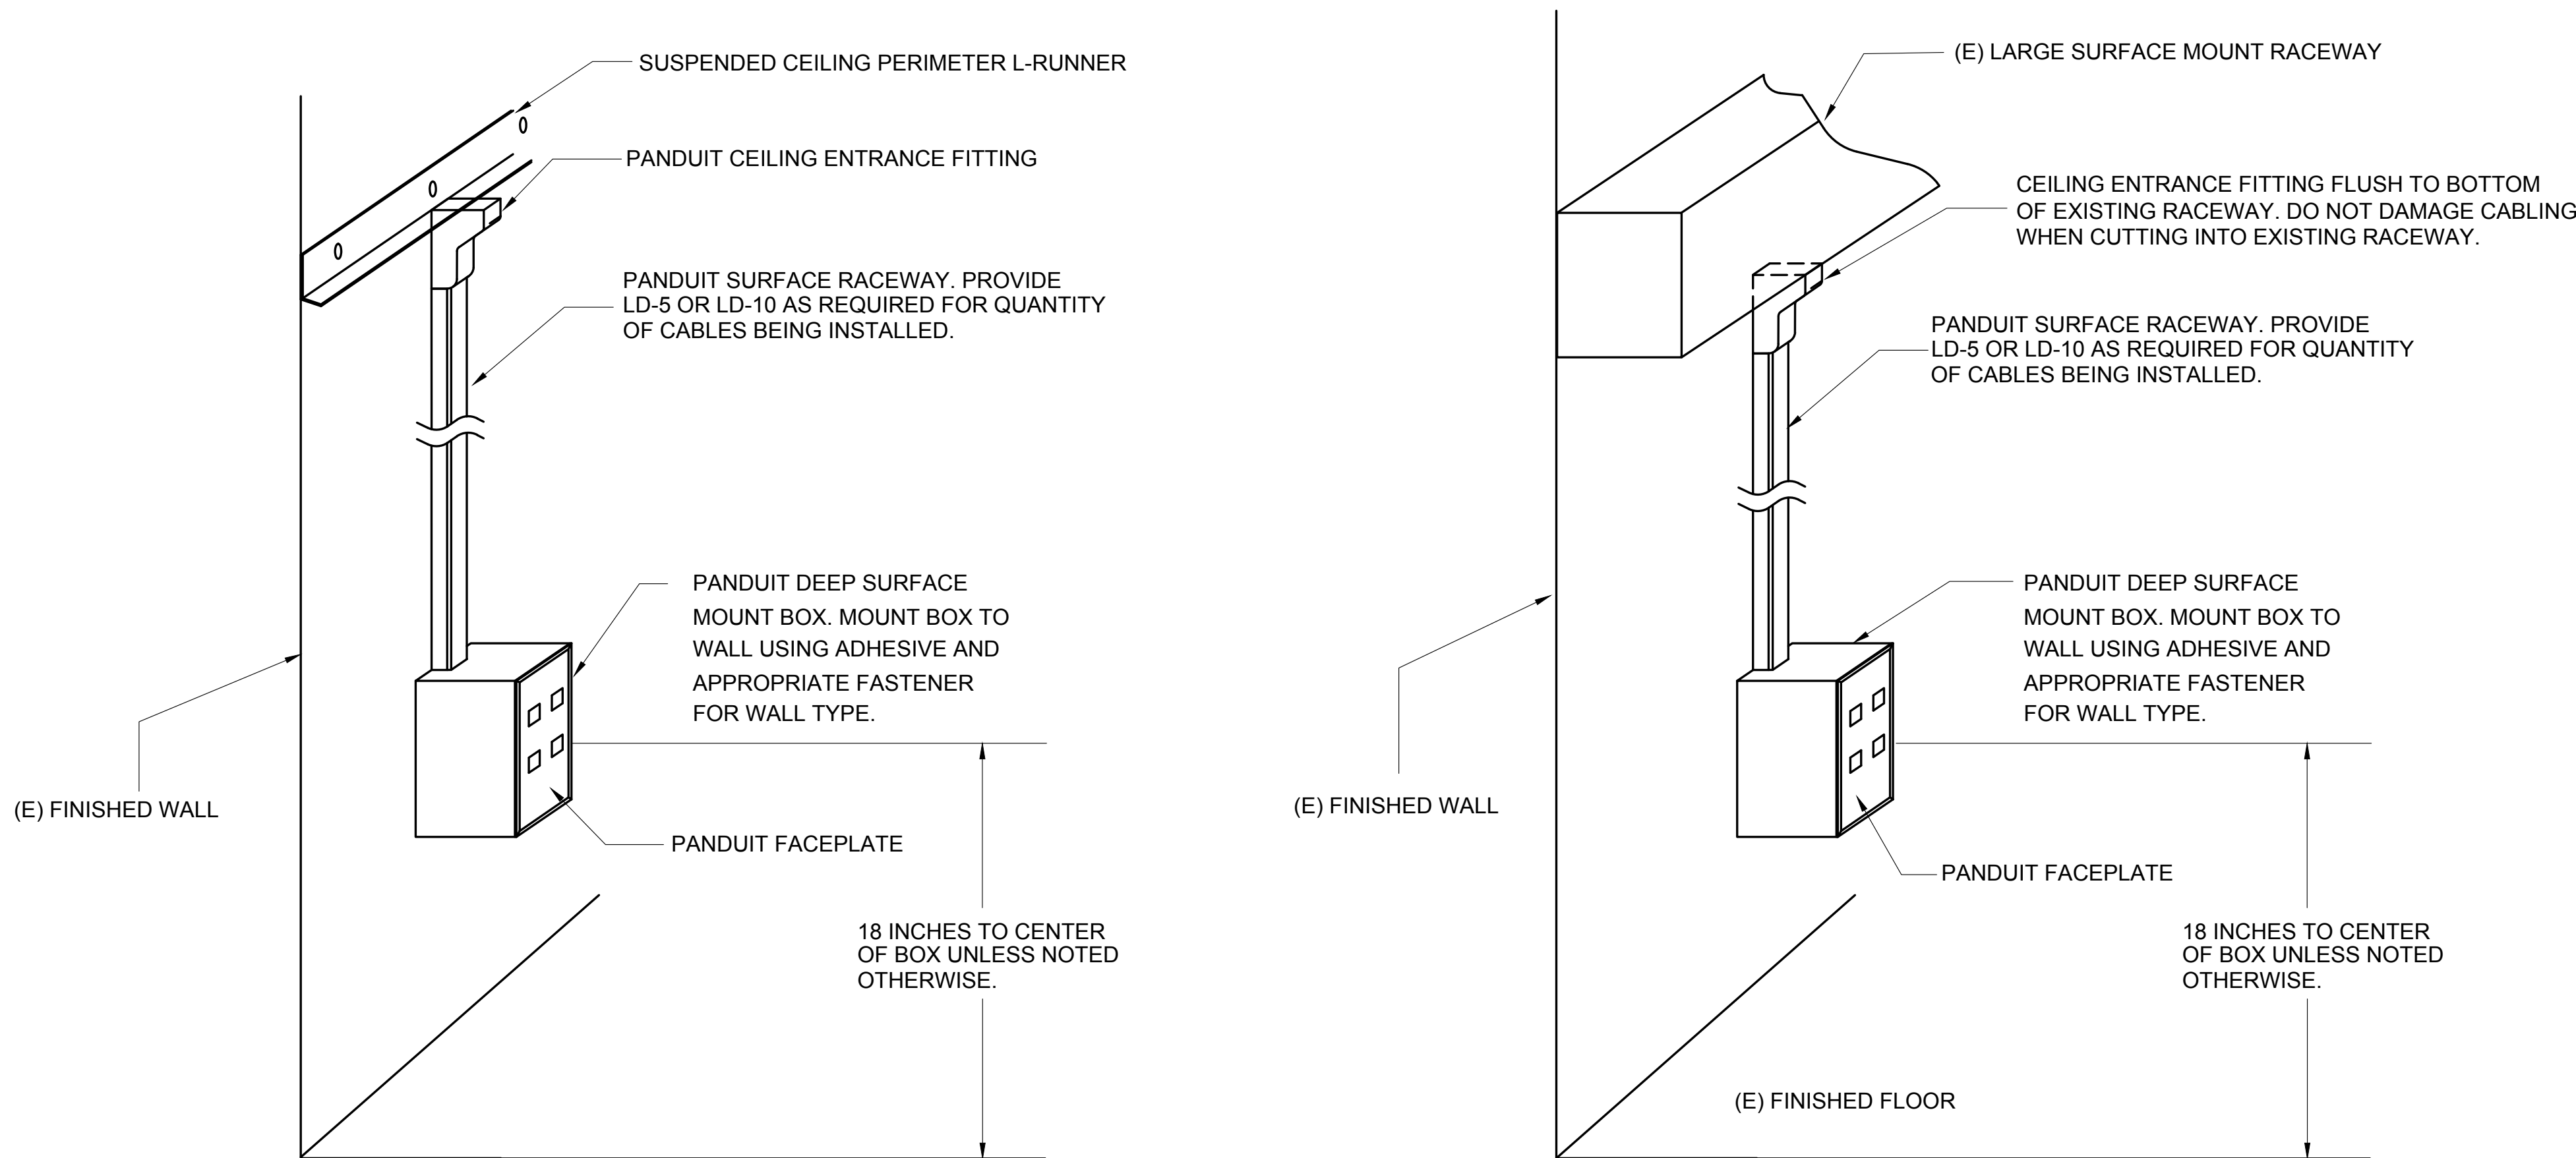 SUSPENDED CEILING PERIMETER L-RUNNER
PANDUIT CEILING ENTRANCE FITTING
PANDUIT SURFACE RACEWAY. PROVIDE
LD-5 OR LD-10 AS REQUIRED FOR QUANTITY
OF CABLES BEING INSTALLED.
PANDUIT DEEP SURFACE
MOUNT BOX. MOUNT BOX TO
WALL USING ADHESIVE AND
APPROPRIATE FASTENER
FOR WALL TYPE.
(E) FINISHED WALL
PANDUIT FACEPLATE
18 INCHES TO CENTER
OF BOX UNLESS NOTED
OTHERWISE.
(E) LARGE SURFACE MOUNT RACEWAY
CEILING ENTRANCE FITTING FLUSH TO BOTTOM
OF EXISTING RACEWAY. DO NOT DAMAGE CABLING
WHEN CUTTING INTO EXISTING RACEWAY.
PANDUIT SURFACE RACEWAY. PROVIDE
LD-5 OR LD-10 AS REQUIRED FOR QUANTITY
OF CABLES BEING INSTALLED.
PANDUIT DEEP SURFACE
MOUNT BOX. MOUNT BOX TO
WALL USING ADHESIVE AND
APPROPRIATE FASTENER
FOR WALL TYPE.
(E) FINISHED WALL
PANDUIT FACEPLATE
18 INCHES TO CENTER
OF BOX UNLESS NOTED
OTHERWISE.
(E) FINISHED FLOOR